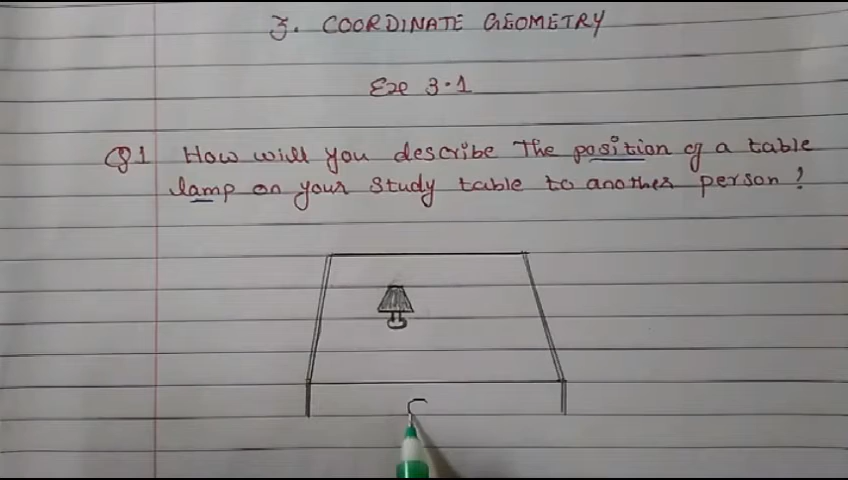 3. COORDINATE GEOMETRY
Exe 3.1
Q1 How will you describe The position of a table
lamp on your study table to another person?